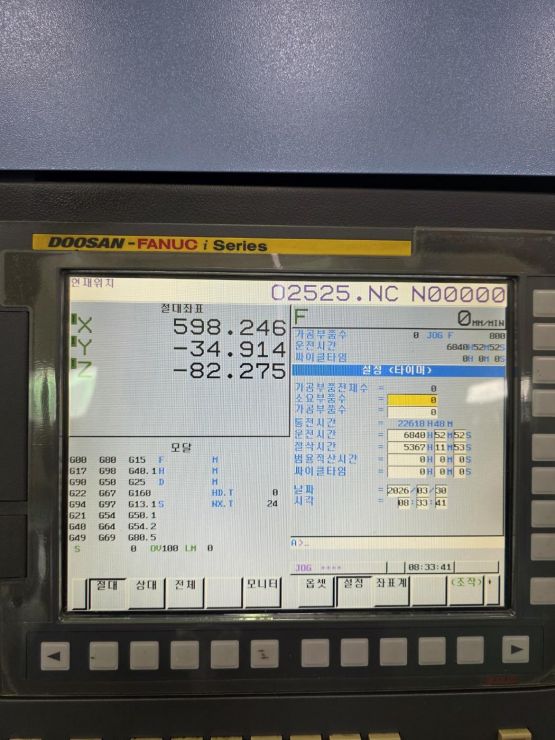 DOOSAN-FANUC i Series
현재위치
O2525.NC N00000
절대좌표
X 598.246
Y -34.914
Z -82.275
F 0 MM/MIN
가공부품수 0 JOG F 800
운전시간 6840H52M52S
싸이클타임 0H 0M 0S
설정 (타이머)
가공부품전체수 = 0
소요부품수 = 0
가공부품수 = 0
통전시간 = 22618H48M
운전시간 = 6840H52M52S
절삭시간 = 5367H11M53S
범용적산시간 = 0H 0M 0S
싸이클타임 = 0H 0M 0S
날짜 = 2026/03/30
시각 = 08:33:41
모달
G00 G80 G15 F M
G17 G98 G40.1 H M
G90 G50 G25 D M
G22 G67 G160 HD.T 0
G94 G97 G13.1 S NX.T 24
G21 G54 G50.1
G40 G64 G54.2
G49 G69 G80.5
S 0 OV100 LM 0
A>_
JOG **** 08:33:41
절대 상대 전체 모니터 옵셋 설정 좌표계 (조작)